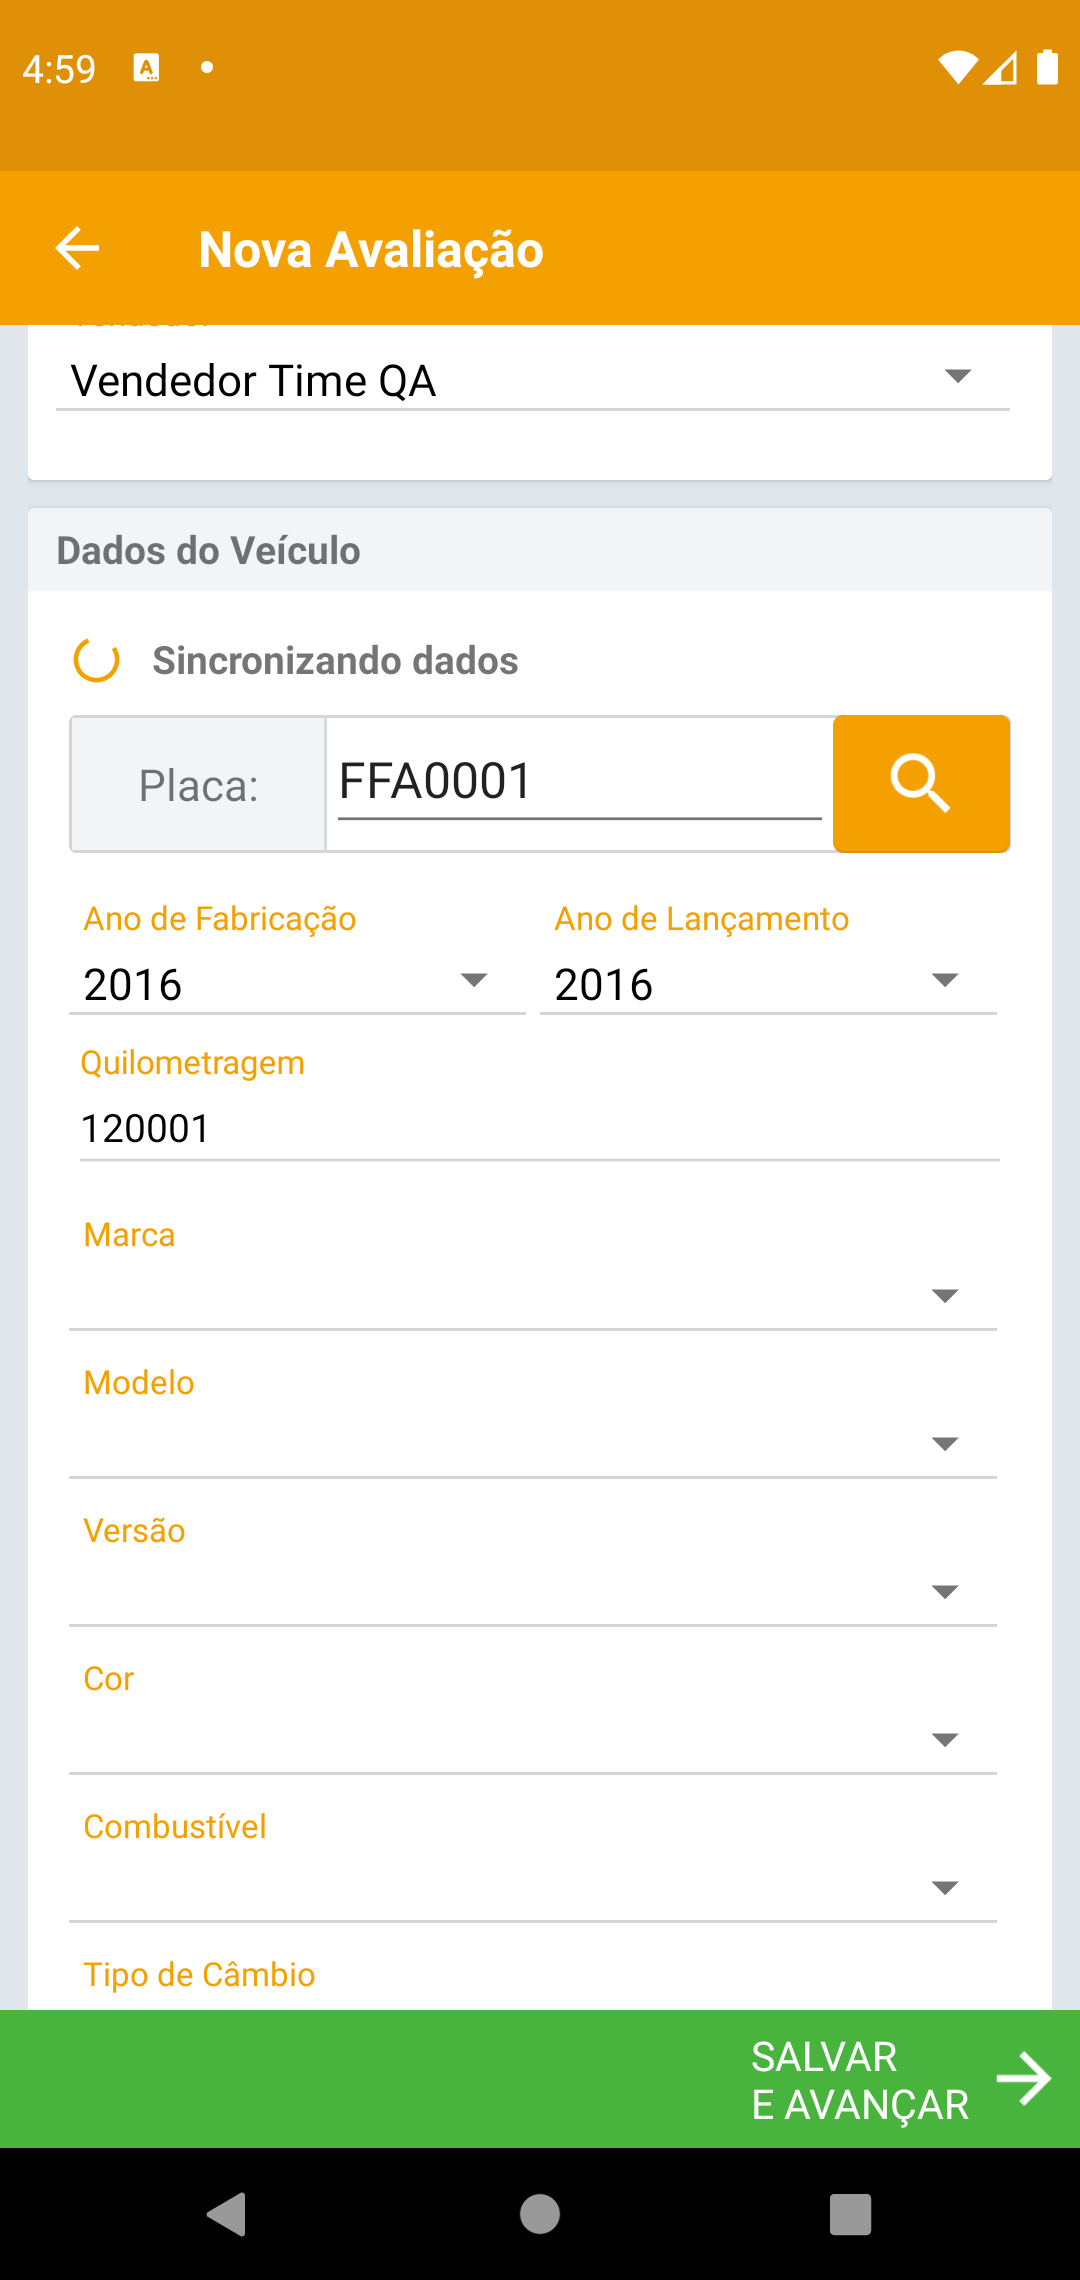 4:59
Nova Avaliação
Vendedor Time QA
Dados do Veículo
Sincronizando dados
Placa: FFA0001
Ano de Fabricação Ano de Lançamento
2016 2016
Quilometragem
120001
Marca
Modelo
Versão
Cor
Combustível
Tipo de Câmbio
SALVAR
E AVANÇAR